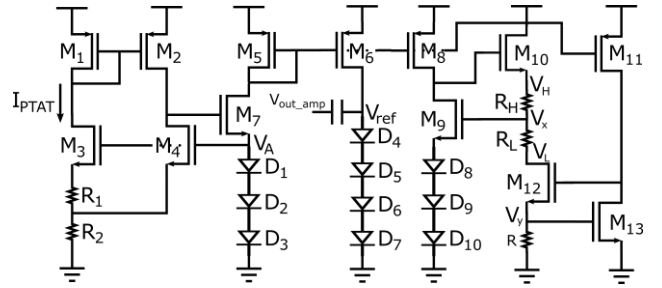 M1
M2
M5
M6
M8
M10
M11
IPTAT
Vout_amp
Vref
VH
RH
Vx
RL
VL
M3
M4
M7
VA
M9
M12
M13
D1
D2
D3
D4
D5
D6
D7
D8
D9
D10
R1
R2
Vy
R